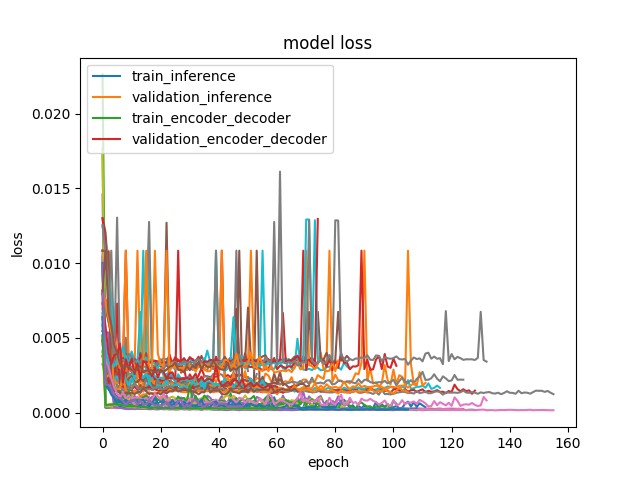 model loss
train_inference
validation_inference
train_encoder_decoder
validation_encoder_decoder
0.020
0.015
0.010
0.005
0.000
loss
0 20 40 60 80 100 120 140 160
epoch